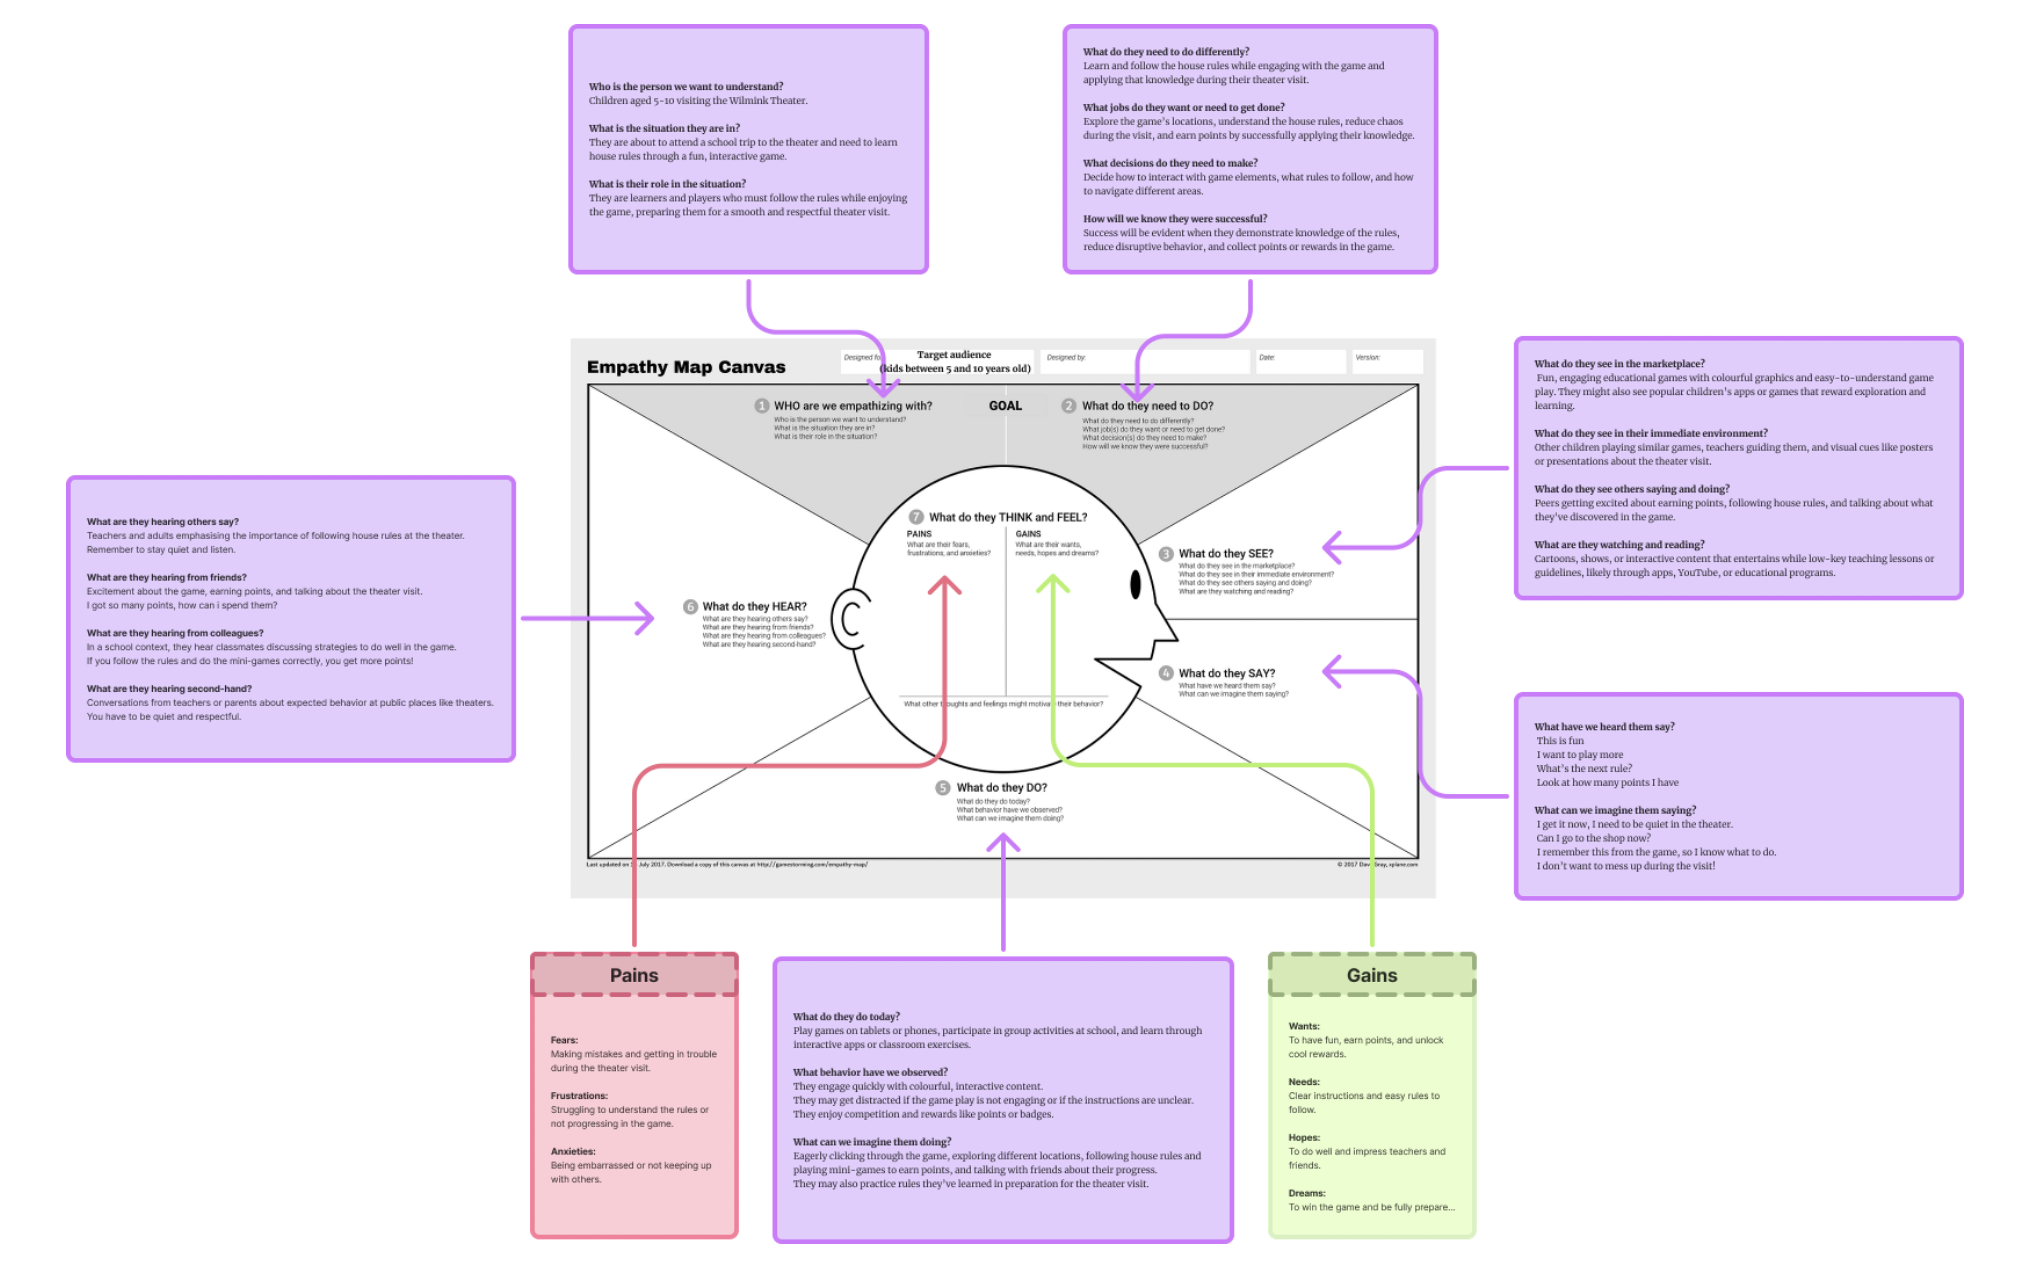 Who is the person we want to understand?
Children aged 5-10 visiting the Wilmink Theater.
What is the situation they are in?
They are about to attend a school trip to the theater and need to learn
house rules through a fun, interactive game.
What is their role in the situation?
They are learners and players who must follow the rules while enjoying
the game, preparing them for a smooth and respectful theater visit.
What do they need to do differently?
Learn and follow the house rules while engaging with the game and
applying that knowledge during their theater visit.
What jobs do they want or need to get done?
Explore the game's locations, understand the house rules, reduce chaos
during the visit, and earn points by successfully applying their knowledge.
What decisions do they need to make?
Decide how to interact with game elements, what rules to follow, and how
to navigate different areas.
How will we know they were successful?
Success will be evident when they demonstrate knowledge of the rules,
reduce disruptive behavior, and collect points or rewards in the game.
Empathy Map Canvas
Designed for:
Target audience
(kids between 5 and 10 years old)
Designed by:
Date:
Version:
1 WHO are we empathizing with?
Who is the person we want to understand?
What is the situation they are in?
What is their role in the situation?
GOAL
2 What do they need to DO?
What do they need to do differently?
What job(s) do they want or need to get done?
What decision(s) do they need to make?
How will we know they were successful?
7 What do they THINK and FEEL?
PAINS
What are their fears,
frustrations, and anxieties?
GAINS
What are their wants,
needs, hopes and dreams?
What other thoughts and feelings might motivate their behavior?
3 What do they SEE?
What do they see in the marketplace?
What do they see in their immediate environment?
What do they see others saying and doing?
What are they watching and reading?
4 What do they SAY?
What have we heard them say?
What can we imagine them saying?
5 What do they DO?
What do they do today?
What behavior have we observed?
What can we imagine them doing?
6 What do they HEAR?
What are they hearing others say?
What are they hearing from friends?
What are they hearing from colleagues?
What are they hearing second-hand?
Last updated on July 2017. Download a copy of this canvas at http://gamestorming.com/empathy-map/
© 2017 Dave Gray, xplane.com
What do they see in the marketplace?
Fun, engaging educational games with colourful graphics and easy-to-understand game
play. They might also see popular children's apps or games that reward exploration and
learning.
What do they see in their immediate environment?
Other children playing similar games, teachers guiding them, and visual cues like posters
or presentations about the theater visit.
What do they see others saying and doing?
Peers getting excited about earning points, following house rules, and talking about what
they've discovered in the game.
What are they watching and reading?
Cartoons, shows, or interactive content that entertains while low-key teaching lessons or
guidelines, likely through apps, YouTube, or educational programs.
What are they hearing others say?
Teachers and adults emphasising the importance of following house rules at the theater.
Remember to stay quiet and listen.
What are they hearing from friends?
Excitement about the game, earning points, and talking about the theater visit.
I got so many points, how can i spend them?
What are they hearing from colleagues?
In a school context, they hear classmates discussing strategies to do well in the game.
If you follow the rules and do the mini-games correctly, you get more points!
What are they hearing second-hand?
Conversations from teachers or parents about expected behavior at public places like theaters.
You have to be quiet and respectful.
What have we heard them say?
This is fun
I want to play more
What's the next rule?
Look at how many points I have
What can we imagine them saying?
I get it now, I need to be quiet in the theater.
Can I go to the shop now?
I remember this from the game, so I know what to do.
I don't want to mess up during the visit!
Pains
Fears:
Making mistakes and getting in trouble
during the theater visit.
Frustrations:
Struggling to understand the rules or
not progressing in the game.
Anxieties:
Being embarrassed or not keeping up
with others.
What do they do today?
Play games on tablets or phones, participate in group activities at school, and learn through
interactive apps or classroom exercises.
What behavior have we observed?
They engage quickly with colourful, interactive content.
They may get distracted if the game play is not engaging or if the instructions are unclear.
They enjoy competition and rewards like points or badges.
What can we imagine them doing?
Eagerly clicking through the game, exploring different locations, following house rules and
playing mini-games to earn points, and talking with friends about their progress.
They may also practice rules they've learned in preparation for the theater visit.
Gains
Wants:
To have fun, earn points, and unlock
cool rewards.
Needs:
Clear instructions and easy rules to
follow.
Hopes:
To do well and impress teachers and
friends.
Dreams:
To win the game and be fully prepare...